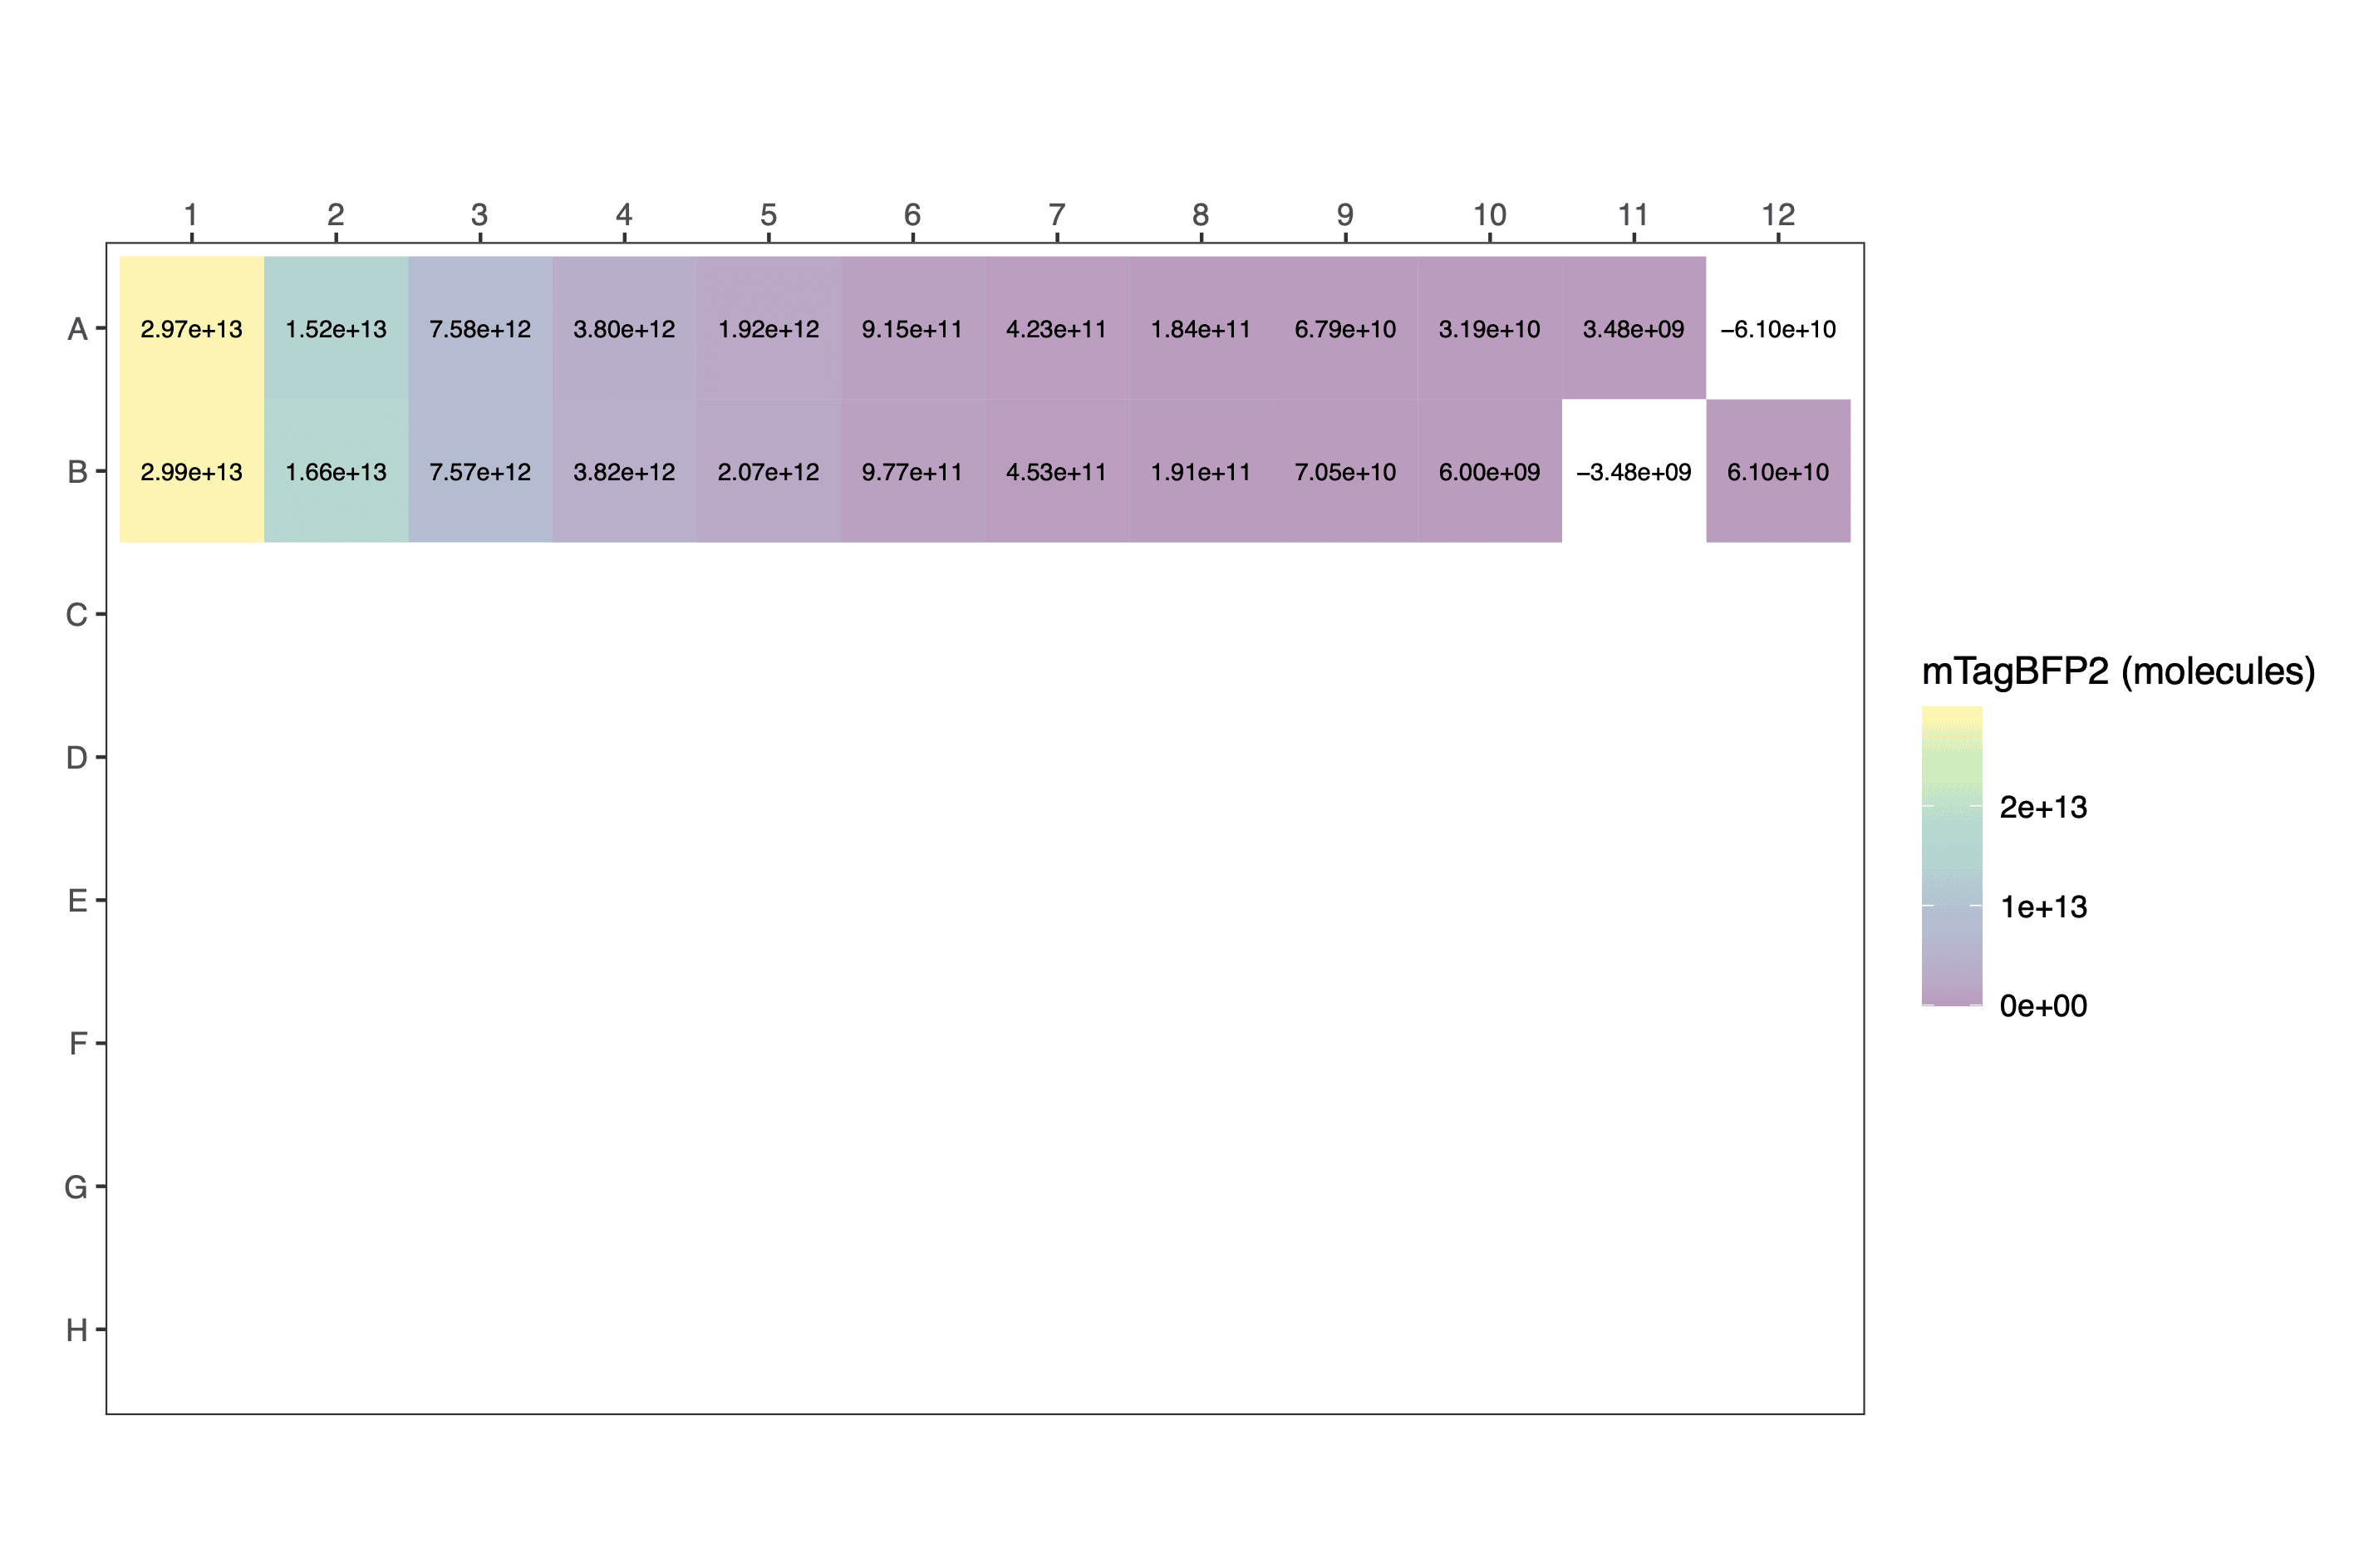 1 2 3 4 5 6 7 8 9 10 11 12
A 2.97e+13 1.52e+13 7.58e+12 3.80e+12 1.92e+12 9.15e+11 4.23e+11 1.84e+11 6.79e+10 3.19e+10 3.48e+09 −6.10e+10
B 2.99e+13 1.66e+13 7.57e+12 3.82e+12 2.07e+12 9.77e+11 4.53e+11 1.91e+11 7.05e+10 6.00e+09 −3.48e+09 6.10e+10
C
D
E
F
G
H
mTagBFP2 (molecules)
2e+13
1e+13
0e+00